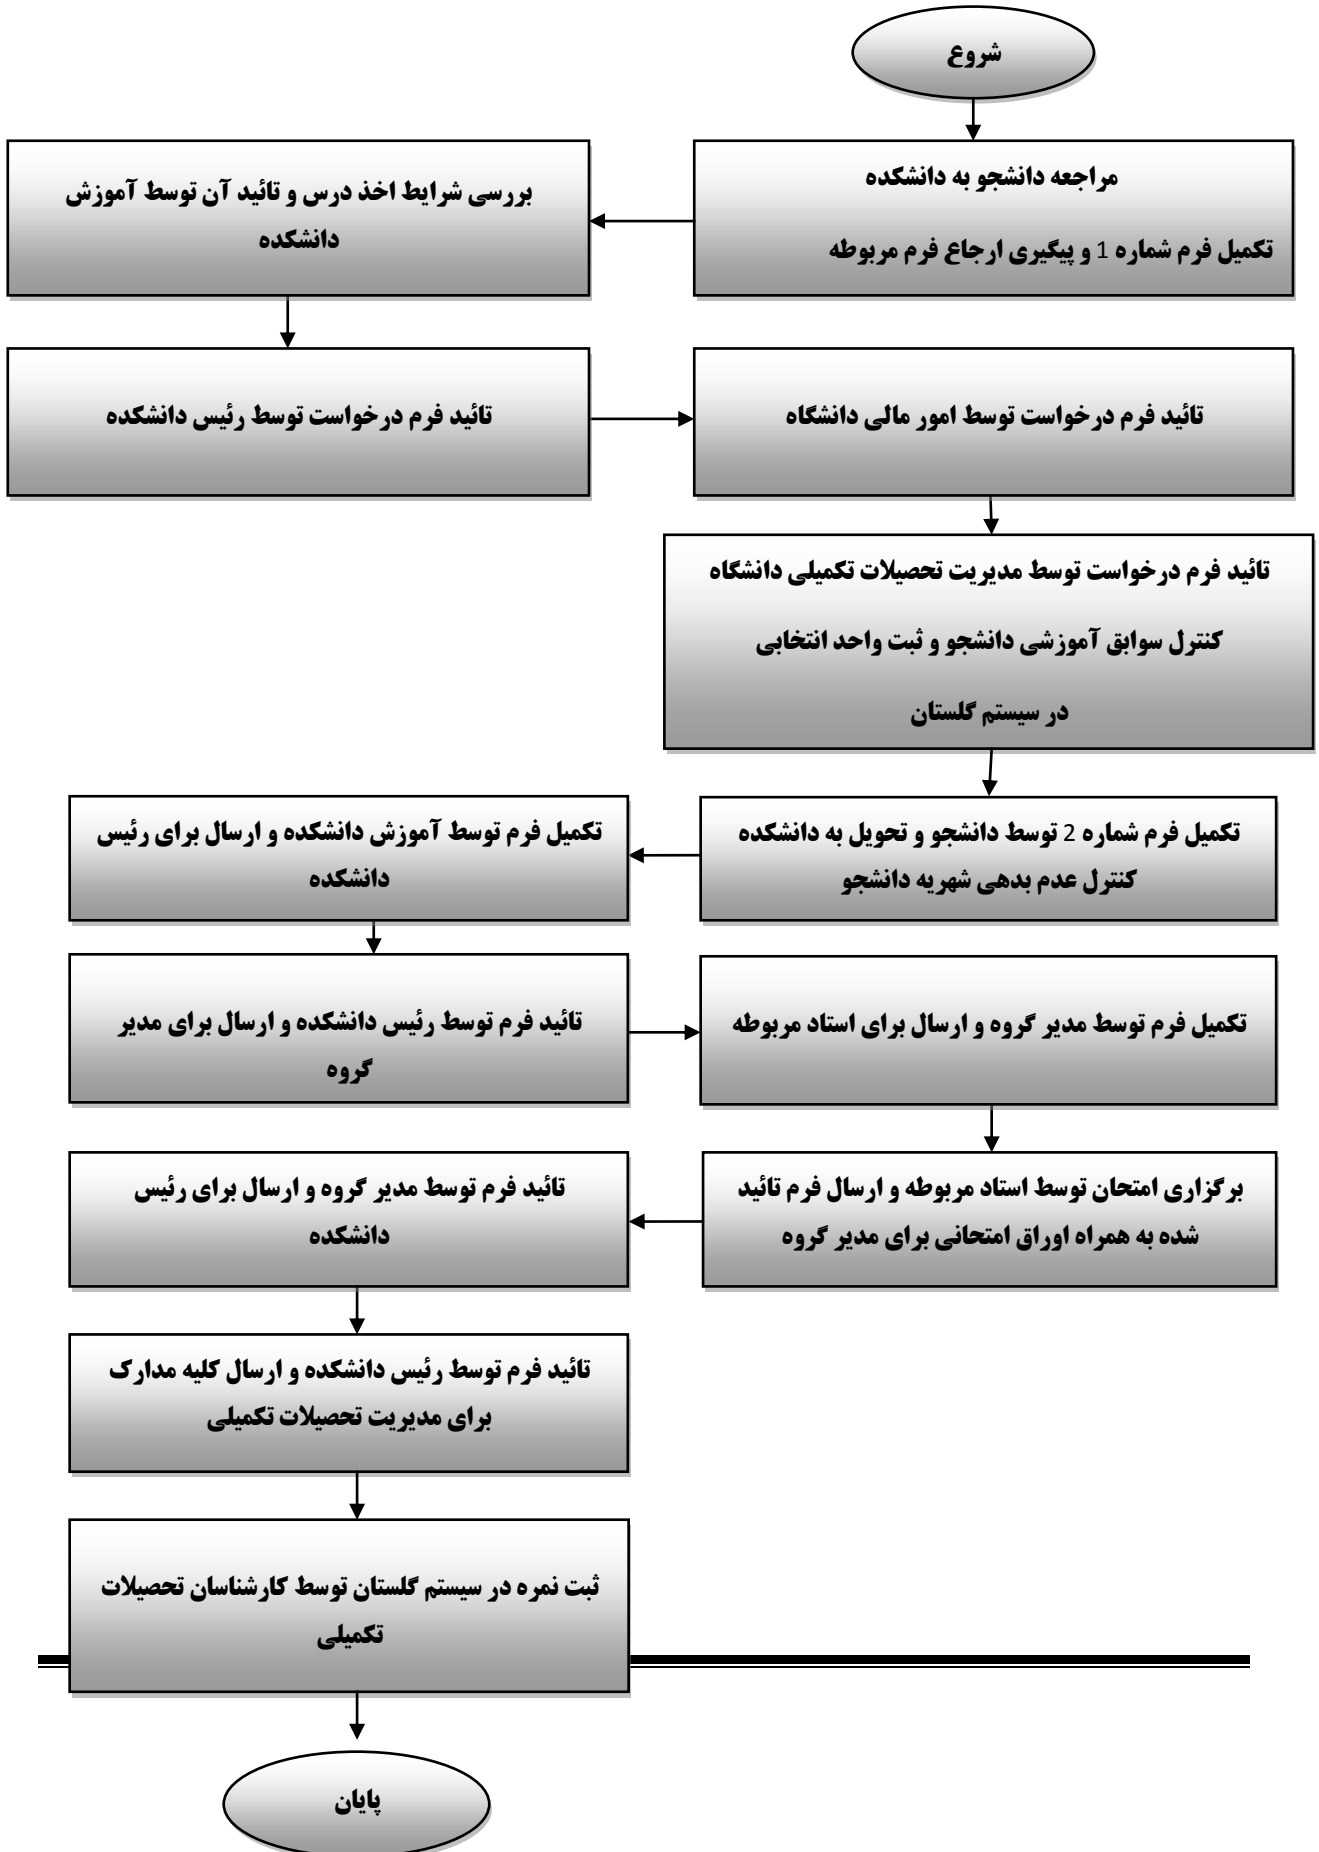 شروع
مراجعه دانشجو به دانشکده
تکمیل فرم شماره 1 و پیگیری ارجاع فرم مربوطه
بررسی شرایط اخذ درس و تائید آن توسط آموزش
دانشکده
تائید فرم درخواست توسط رئیس دانشکده
تائید فرم درخواست توسط امور مالی دانشگاه
تائید فرم درخواست توسط مدیریت تحصیلات تکمیلی دانشگاه
کنترل سوابق آموزشی دانشجو و ثبت واحد انتخابی
در سیستم گلستان
تکمیل فرم شماره 2 توسط دانشجو و تحویل به دانشکده
کنترل عدم بدهی شهریه دانشجو
تکمیل فرم توسط آموزش دانشکده و ارسال برای رئیس
دانشکده
تائید فرم توسط رئیس دانشکده و ارسال برای مدیر
گروه
تکمیل فرم توسط مدیر گروه و ارسال برای استاد مربوطه
برگزاری امتحان توسط استاد مربوطه و ارسال فرم تائید
شده به همراه اوراق امتحانی برای مدیر گروه
تائید فرم توسط مدیر گروه و ارسال برای رئیس
دانشکده
تائید فرم توسط رئیس دانشکده و ارسال کلیه مدارک
برای مدیریت تحصیلات تکمیلی
ثبت نمره در سیستم گلستان توسط کارشناسان تحصیلات
تکمیلی
پایان